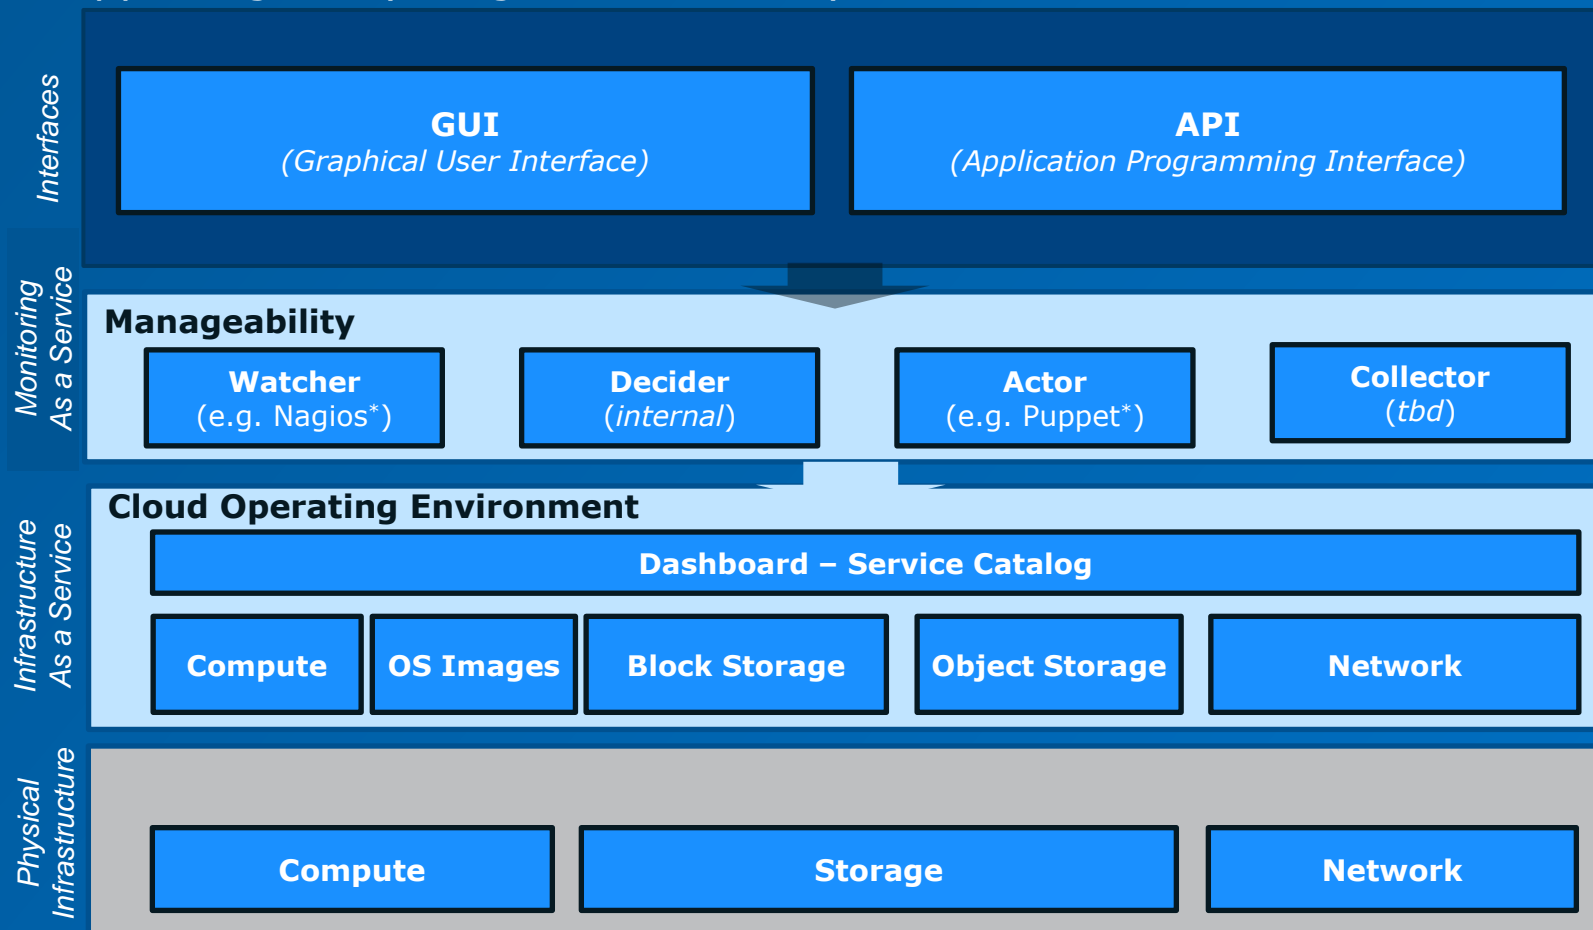 Interfaces
GUI
(Graphical User Interface)
API
(Application Programming Interface)
Monitoring
As a Service
Manageability
Watcher
(e.g. Nagios*)
Decider
(internal)
Actor
(e.g. Puppet*)
Collector
(tbd)
Infrastructure
As a Service
Cloud Operating Environment
Dashboard – Service Catalog
Compute
OS Images
Block Storage
Object Storage
Network
Physical
Infrastructure
Compute
Storage
Network